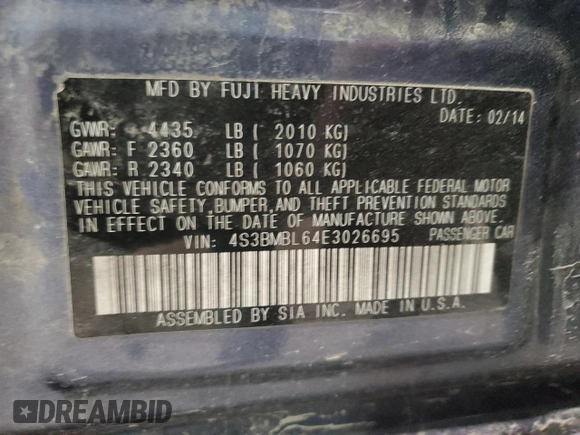 MFD BY FUJI HEAVY INDUSTRIES LTD.
DATE: 02/14
GVWR: 4435 LB ( 2010 KG)
GAWR: F 2360 LB ( 1070 KG)
GAWR: R 2340 LB ( 1060 KG)
THIS VEHICLE CONFORMS TO ALL APPLICABLE FEDERAL MOTOR
VEHICLE SAFETY, BUMPER, AND THEFT PREVENTION STANDARDS
IN EFFECT ON THE DATE OF MANUFACTURE SHOWN ABOVE.
VIN: 4S3BMBL64E3026695 PASSENGER CAR
ASSEMBLED BY SIA INC. MADE IN U.S.A.
DREAMBID